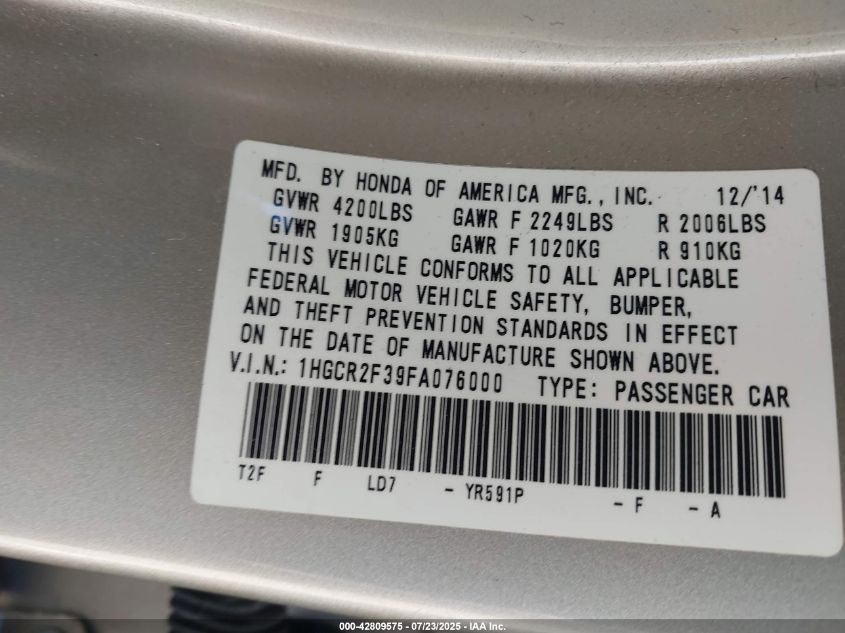 MFD. BY HONDA OF AMERICA MFG., INC. 12/'14
GVWR 4200LBS GAWR F 2249LBS R 2006LBS
GVWR 1905KG GAWR F 1020KG R 910KG
THIS VEHICLE CONFORMS TO ALL APPLICABLE
FEDERAL MOTOR VEHICLE SAFETY, BUMPER,
AND THEFT PREVENTION STANDARDS IN EFFECT
ON THE DATE OF MANUFACTURE SHOWN ABOVE.
V.I.N.: 1HGCR2F39FA076000 TYPE: PASSENGER CAR
T2F F LD7 - YR591P - F - A
000-42809575 - 07/23/2025 - IAA Inc.